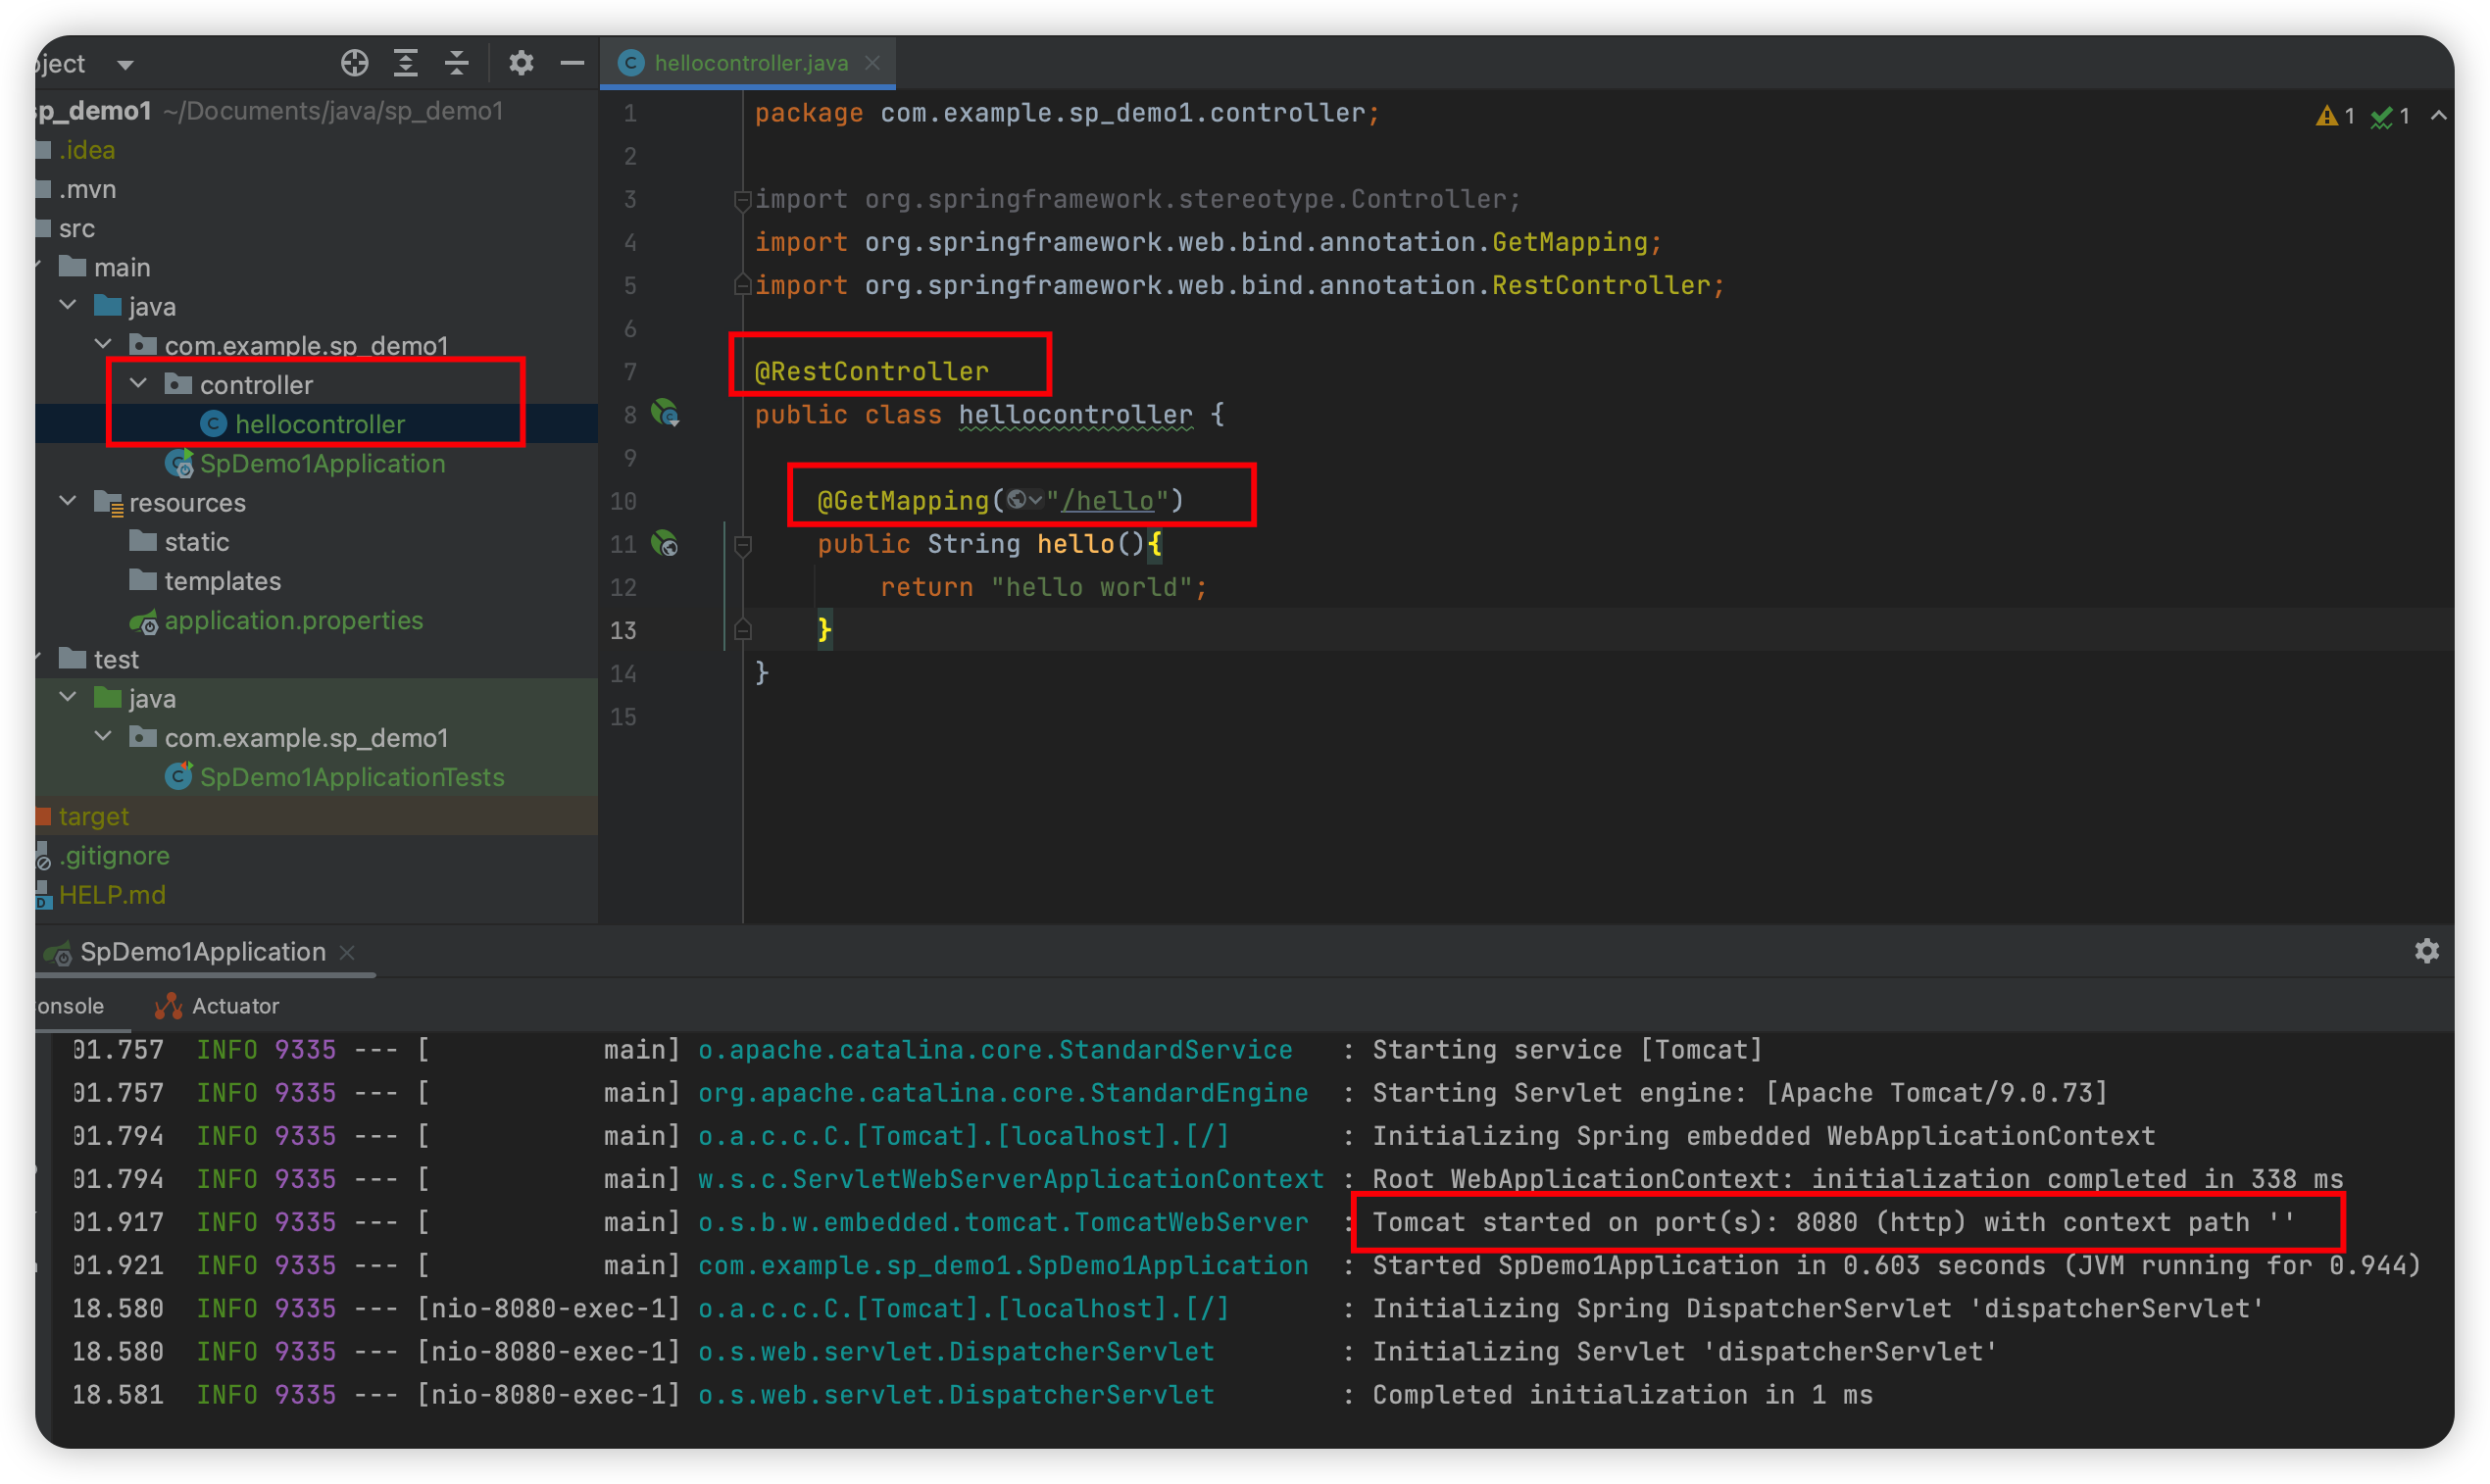 ject
sp_demo1 ~/Documents/java/sp_demo1
.idea
.mvn
src
main
java
com.example.sp_demo1
controller
hellocontroller
SpDemo1Application
resources
static
templates
application.properties
test
java
com.example.sp_demo1
SpDemo1ApplicationTests
target
.gitignore
HELP.md
hellocontroller.java
1 1
1 package com.example.sp_demo1.controller;
2
3 import org.springframework.stereotype.Controller;
4 import org.springframework.web.bind.annotation.GetMapping;
5 import org.springframework.web.bind.annotation.RestController;
6
7 @RestController
8 public class hellocontroller {
9
10 @GetMapping("/hello")
11 public String hello(){
12 return "hello world";
13 }
14 }
15
SpDemo1Application
onsole Actuator
01.757 INFO 9335 --- [ main] o.apache.catalina.core.StandardService : Starting service [Tomcat]
01.757 INFO 9335 --- [ main] org.apache.catalina.core.StandardEngine : Starting Servlet engine: [Apache Tomcat/9.0.73]
01.794 INFO 9335 --- [ main] o.a.c.c.C.[Tomcat].[localhost].[/] : Initializing Spring embedded WebApplicationContext
01.794 INFO 9335 --- [ main] w.s.c.ServletWebServerApplicationContext : Root WebApplicationContext: initialization completed in 338 ms
01.917 INFO 9335 --- [ main] o.s.b.w.embedded.tomcat.TomcatWebServer : Tomcat started on port(s): 8080 (http) with context path ''
01.921 INFO 9335 --- [ main] com.example.sp_demo1.SpDemo1Application : Started SpDemo1Application in 0.603 seconds (JVM running for 0.944)
18.580 INFO 9335 --- [nio-8080-exec-1] o.a.c.c.C.[Tomcat].[localhost].[/] : Initializing Spring DispatcherServlet 'dispatcherServlet'
18.580 INFO 9335 --- [nio-8080-exec-1] o.s.web.servlet.DispatcherServlet : Initializing Servlet 'dispatcherServlet'
18.581 INFO 9335 --- [nio-8080-exec-1] o.s.web.servlet.DispatcherServlet : Completed initialization in 1 ms